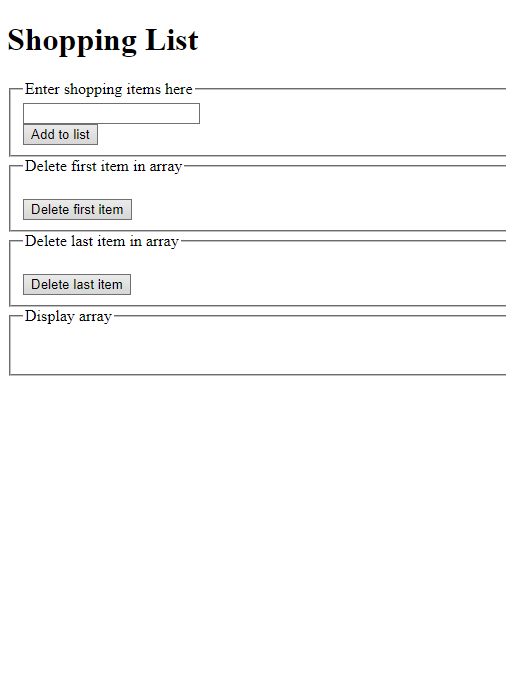 Shopping List
Enter shopping items here
Add to list
Delete first item in array
Delete first item
Delete last item in array
Delete last item
Display array